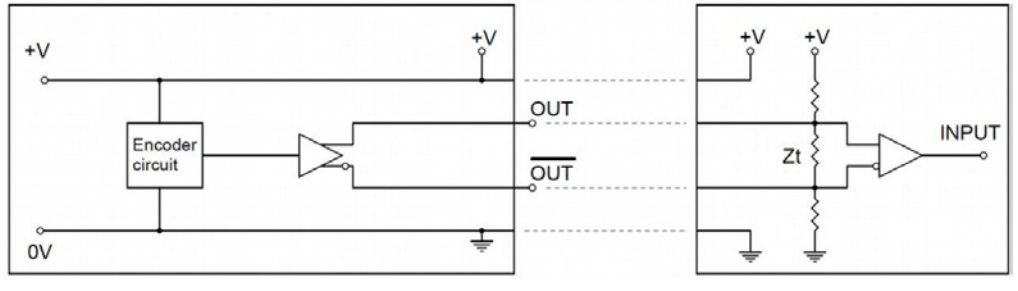 +V
+V
Encoder
circuit
OUT
OUT
0V
+V
+V
Zt
INPUT